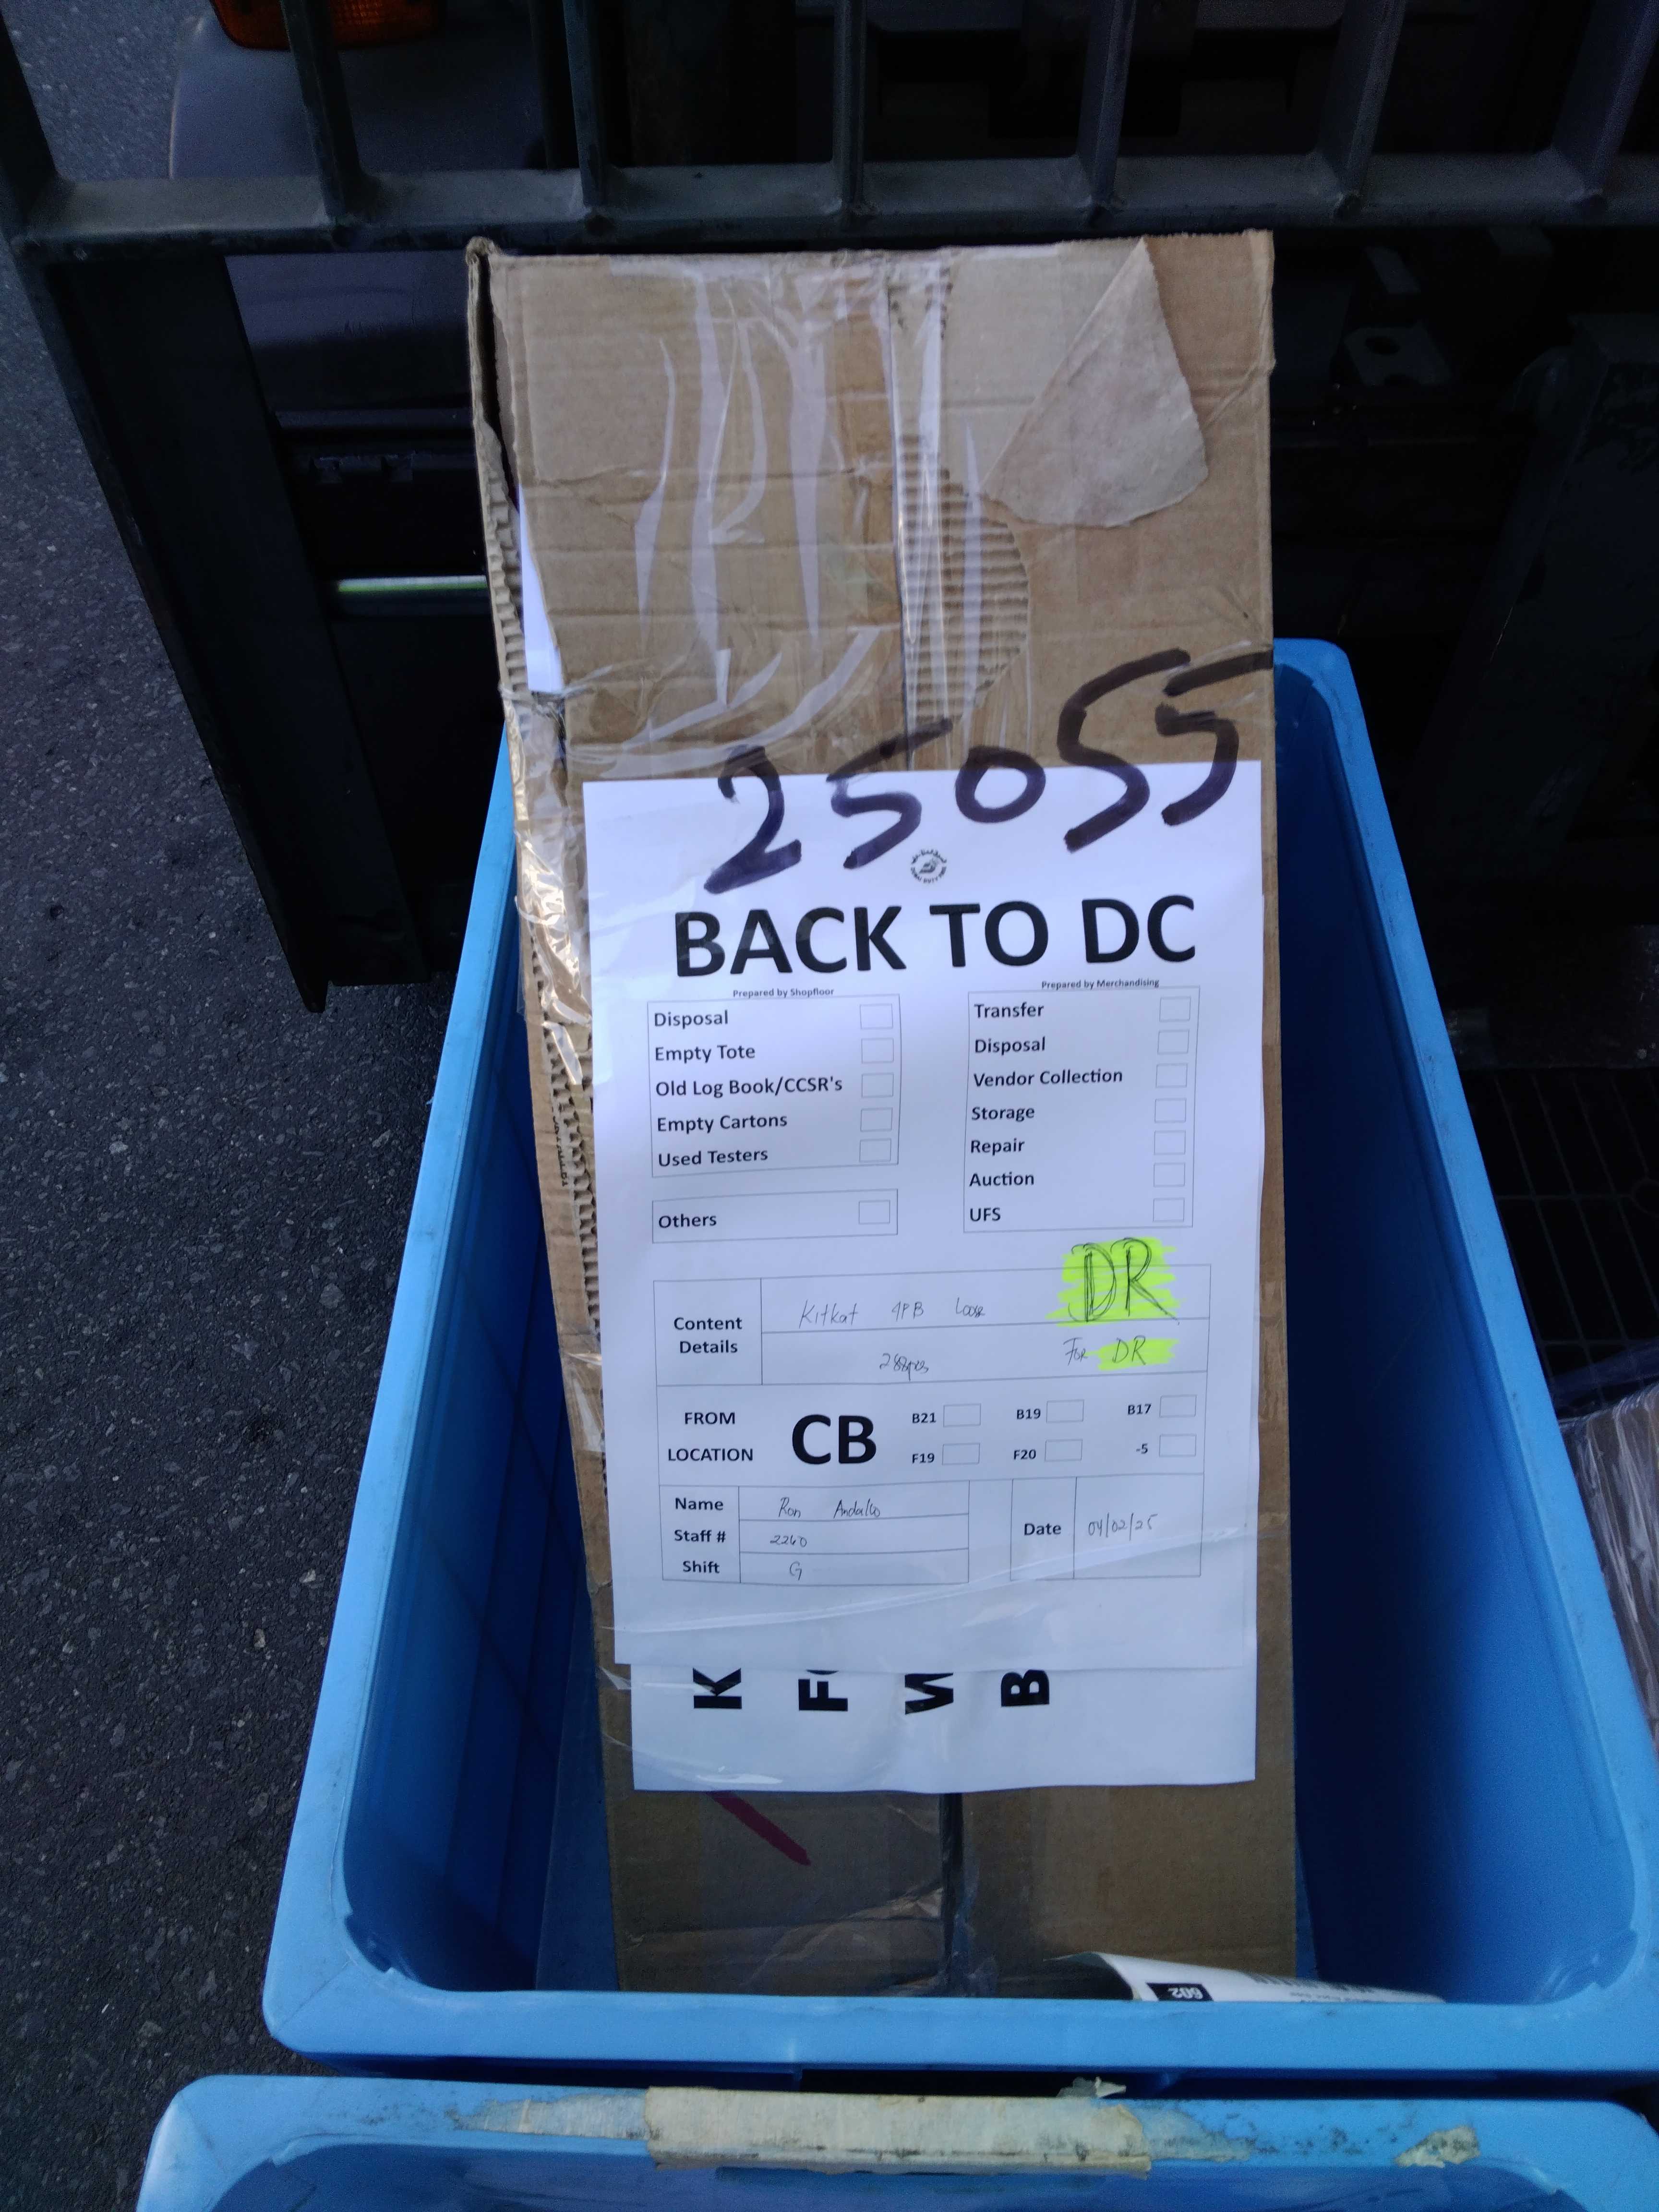 25055
BACK TO DC
Prepared by Shopfloor
Disposal
Empty Tote
Old Log Book/CCSR's
Empty Cartons
Used Testers
Others
Prepared by Merchandising
Transfer
Disposal
Vendor Collection
Storage
Repair
Auction
UFS
Content Details
Kitkat 4PB Loose DR
288pcs For DR
FROM LOCATION
CB
B21 B19 B17
F19 F20 -5
Name Ron Andallo
Staff # 2260
Shift G
Date 04/02/25
K
F
W
B
602